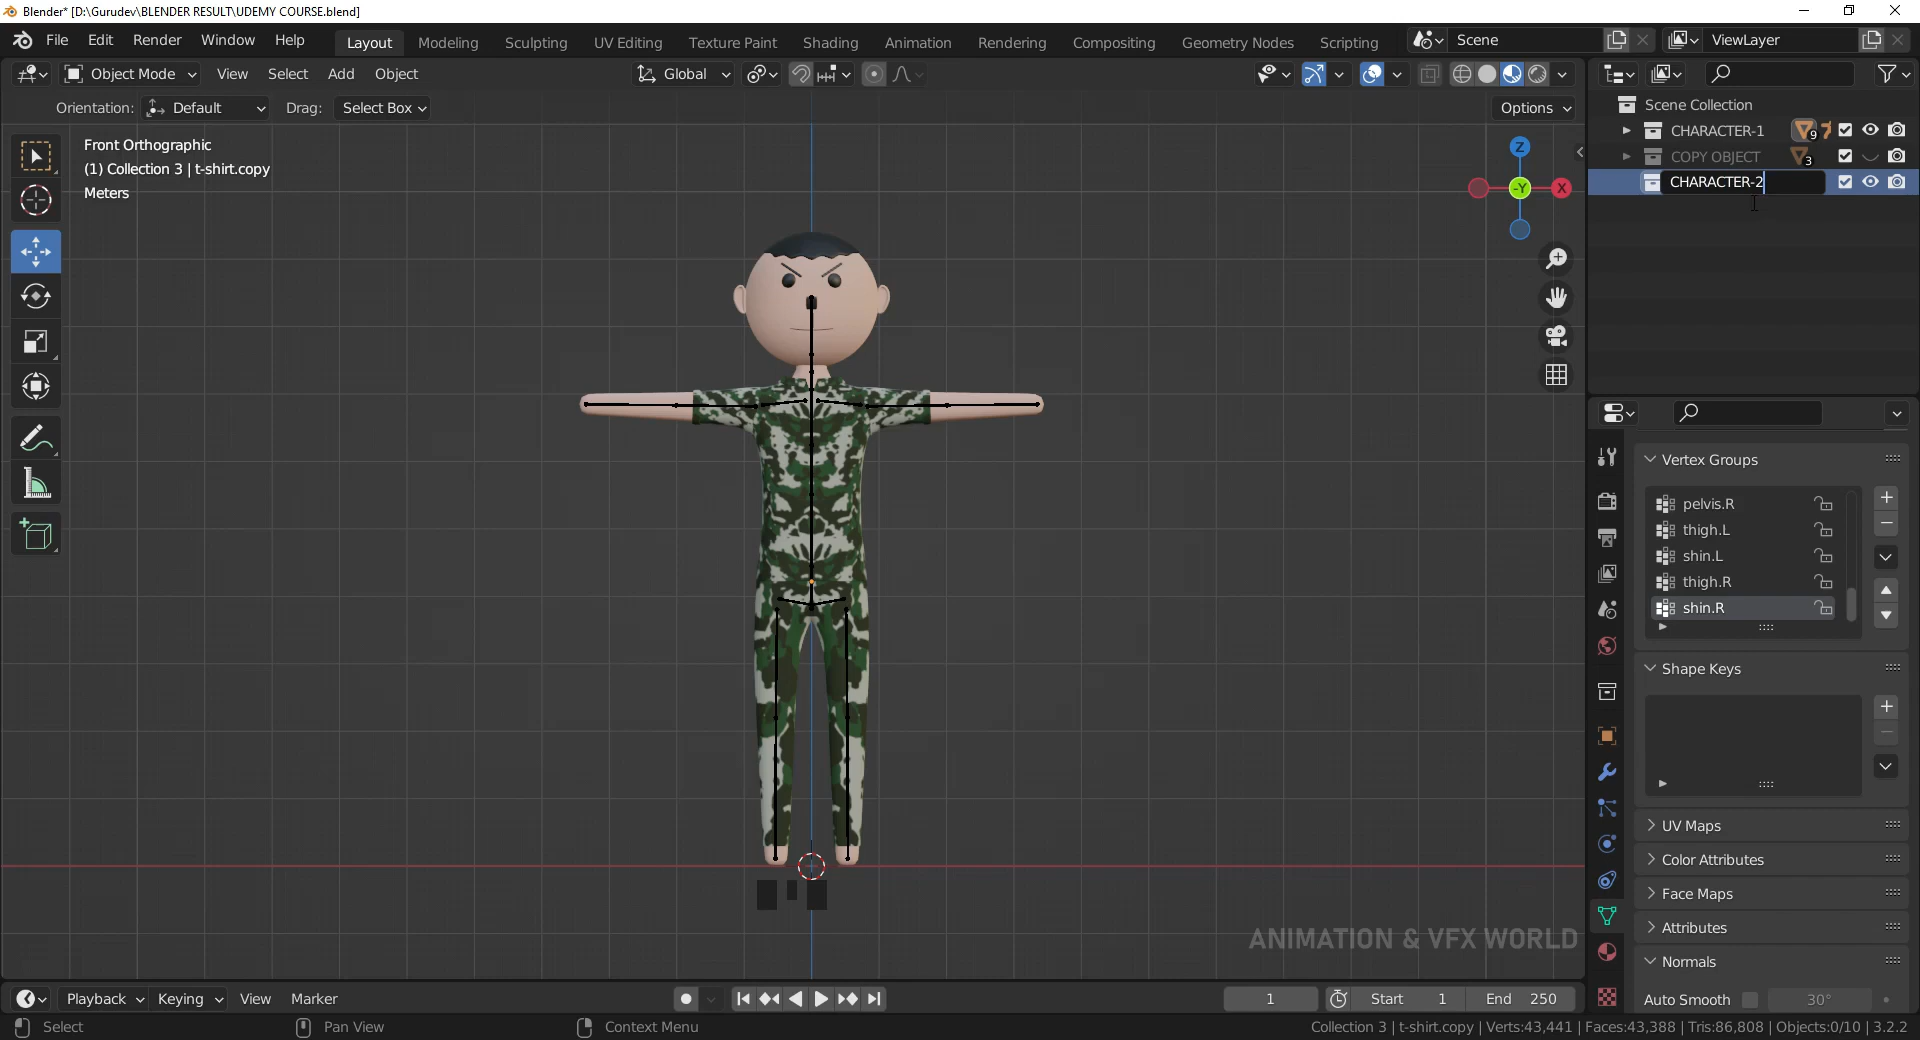 Blender* [D:\Gurudev\BLENDER RESULT\UDEMY COURSE.blend]
File Edit Render Window Help Layout Modeling Sculpting UV Editing Texture Paint Shading Animation Rendering Compositing Geometry Nodes Scripting Scene ViewLayer
Object Mode View Select Add Object Global
Orientation: Default Drag: Select Box Options
Front Orthographic
(1) Collection 3 | t-shirt.copy
Meters
Z
-Y
X
Scene Collection
CHARACTER-1 9
COPY OBJECT 3
CHARACTER-2
Vertex Groups
pelvis.R
thigh.L
shin.L
thigh.R
shin.R
Shape Keys
UV Maps
Color Attributes
Face Maps
Attributes
Normals
Auto Smooth 30°
ANIMATION & VFX WORLD
Playback Keying View Marker 1 Start 1 End 250
Select Pan View Context Menu Collection 3 | t-shirt.copy | Verts:43,441 | Faces:43,388 | Tris:86,808 | Objects:0/10 | 3.2.2